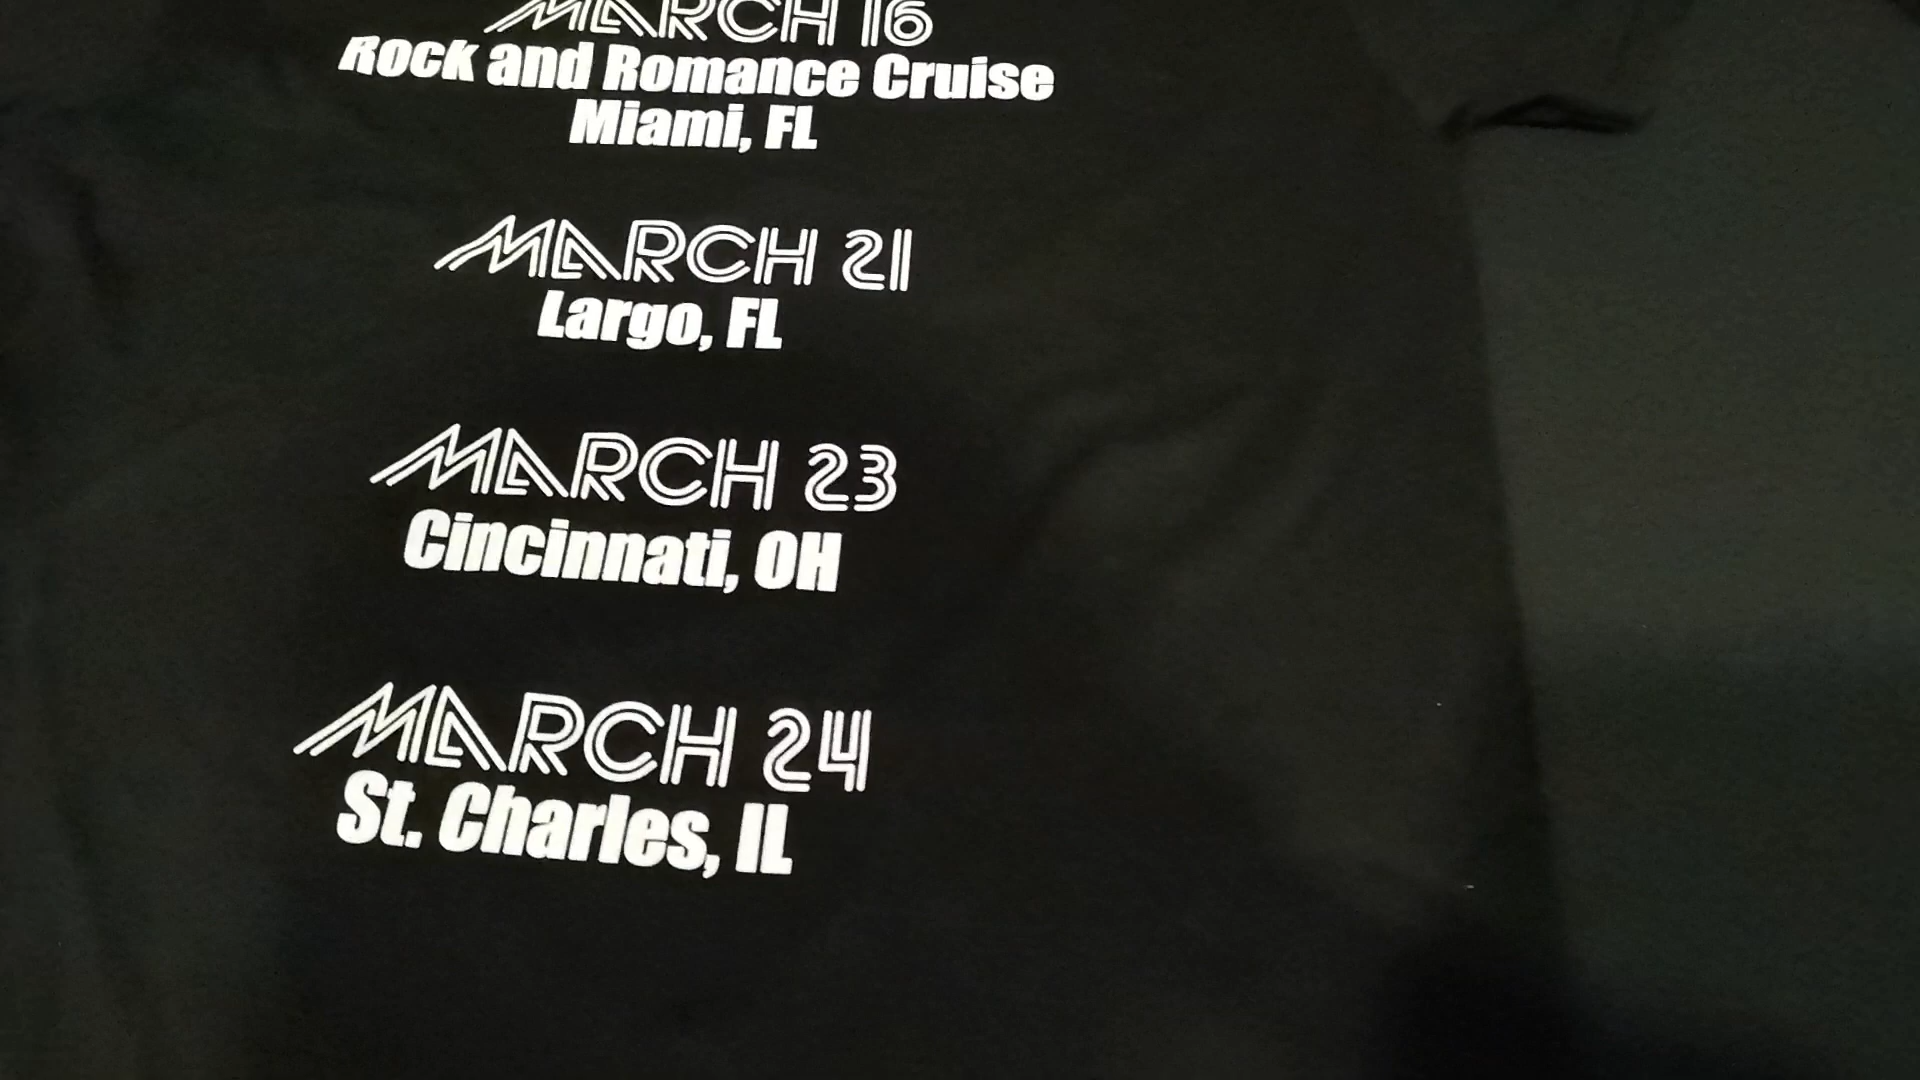 MARCH 16
Rock and Romance Cruise
Miami, FL
MARCH 21
Largo, FL
MARCH 23
Cincinnati, OH
MARCH 24
St. Charles, IL